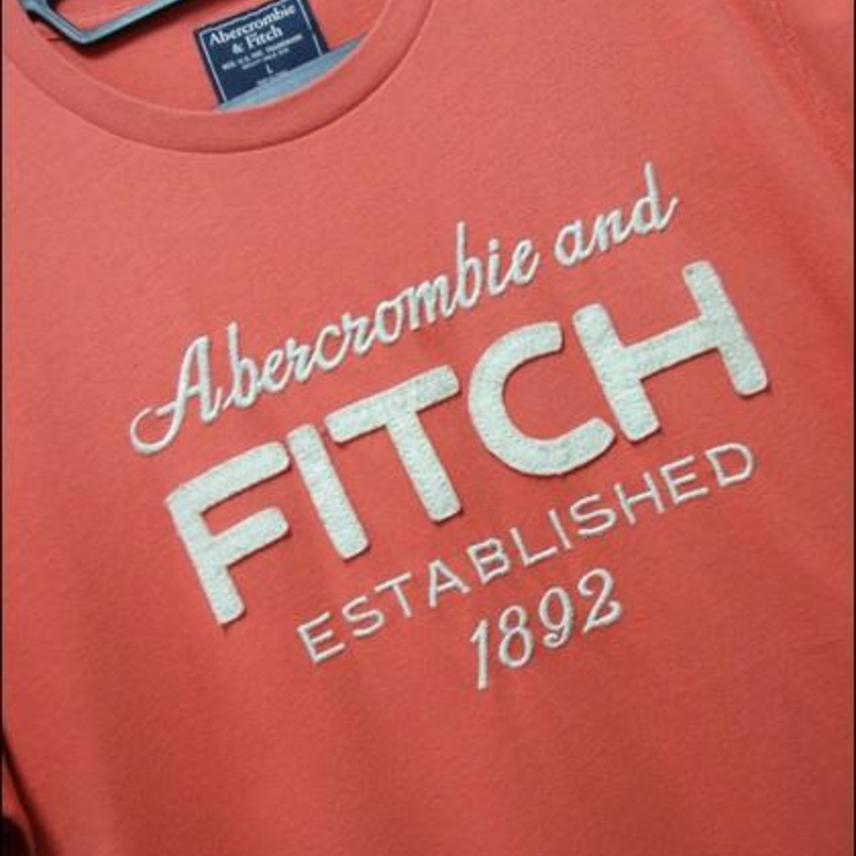 Abercrombie
& Fitch
L
Abercrombie and
FITCH
ESTABLISHED
1892